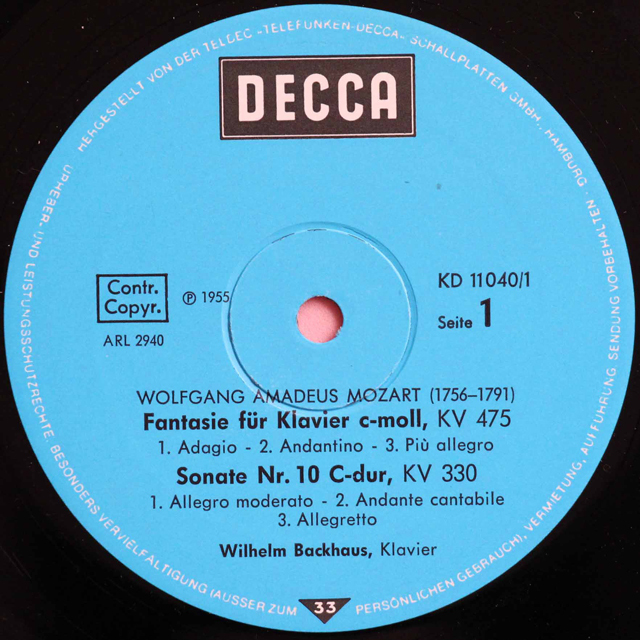 HERGESTELLT VON DER TELDEC -TELEFUNKEN-DECCA- SCHALLPLATTEN GMBH. HAMBURG
DECCA
Contr.
Copyr.
℗ 1955
ARL 2940
KD 11040/1
Seite 1
WOLFGANG AMADEUS MOZART (1756–1791)
Fantasie für Klavier c-moll, KV 475
1. Adagio - 2. Andantino - 3. Più allegro
Sonate Nr. 10 C-dur, KV 330
1. Allegro moderato - 2. Andante cantabile
3. Allegretto
Wilhelm Backhaus, Klavier
URHEBER- UND LEISTUNGSSCHUTZRECHTE, BESONDERS VERVIELFÄLTIGUNG (AUSSER ZUM PERSÖNLICHEN GEBRAUCH), VERMIETUNG, AUFFÜHRUNG, SENDUNG VORBEHALTEN
33